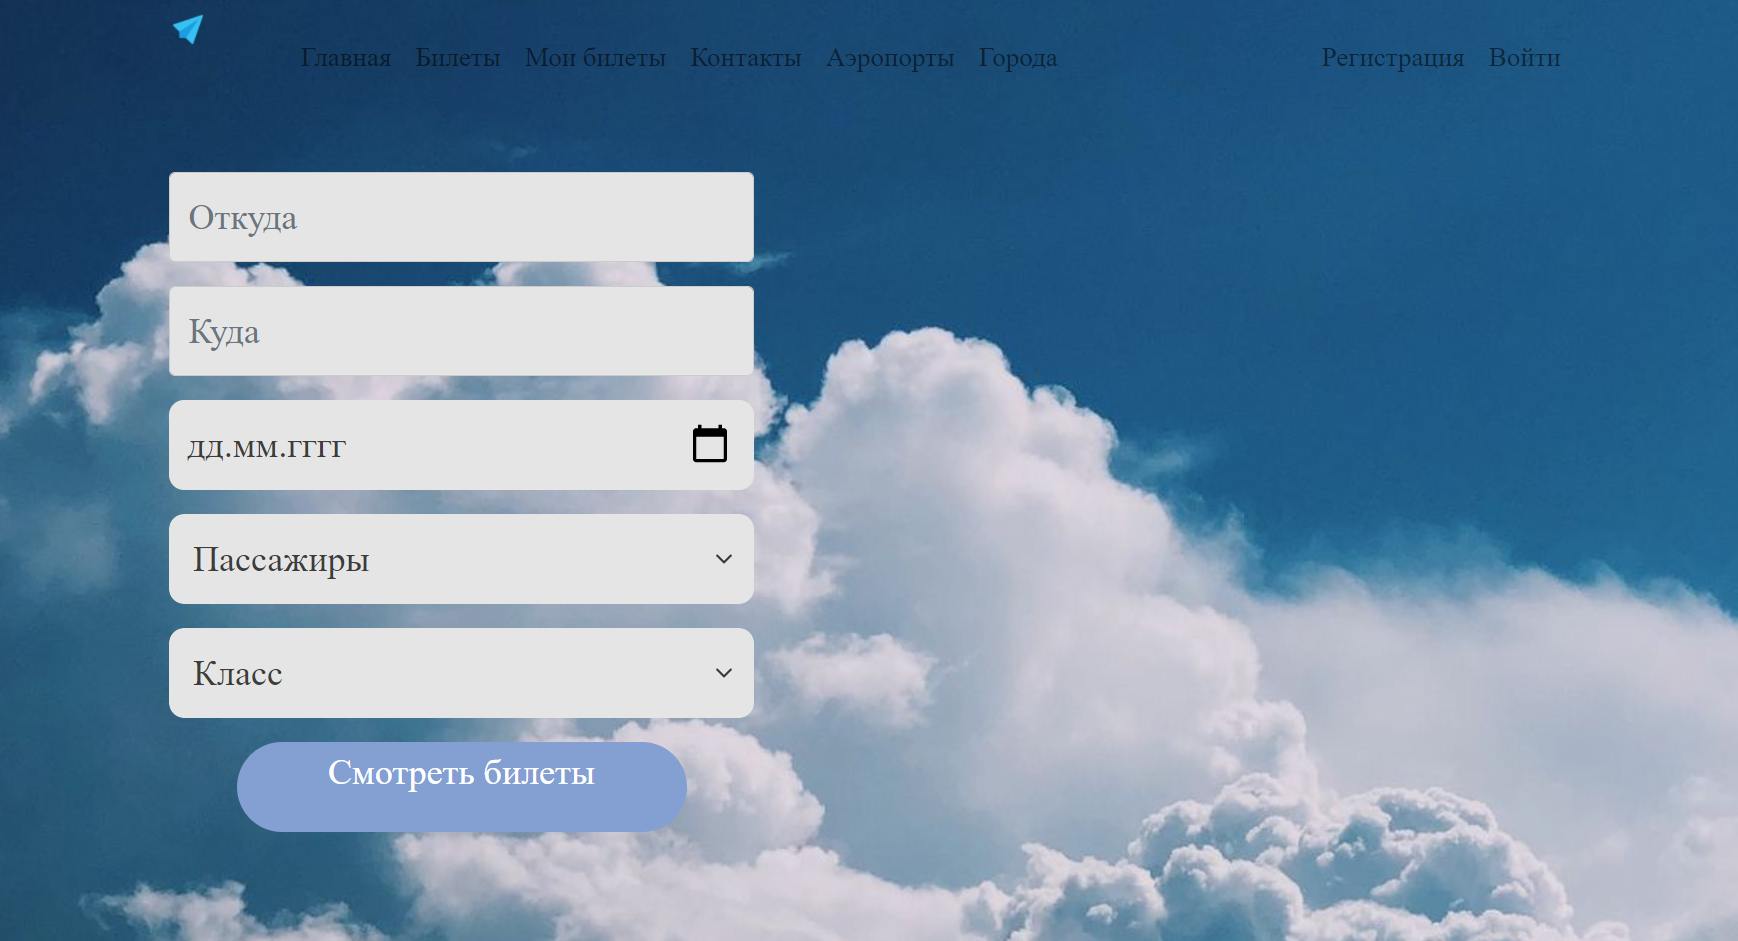 Главная Билеты Мои билеты Контакты Аэропорты Города Регистрация Войти
Откуда
Куда
дд.мм.гггг
Пассажиры
Класс
Смотреть билеты